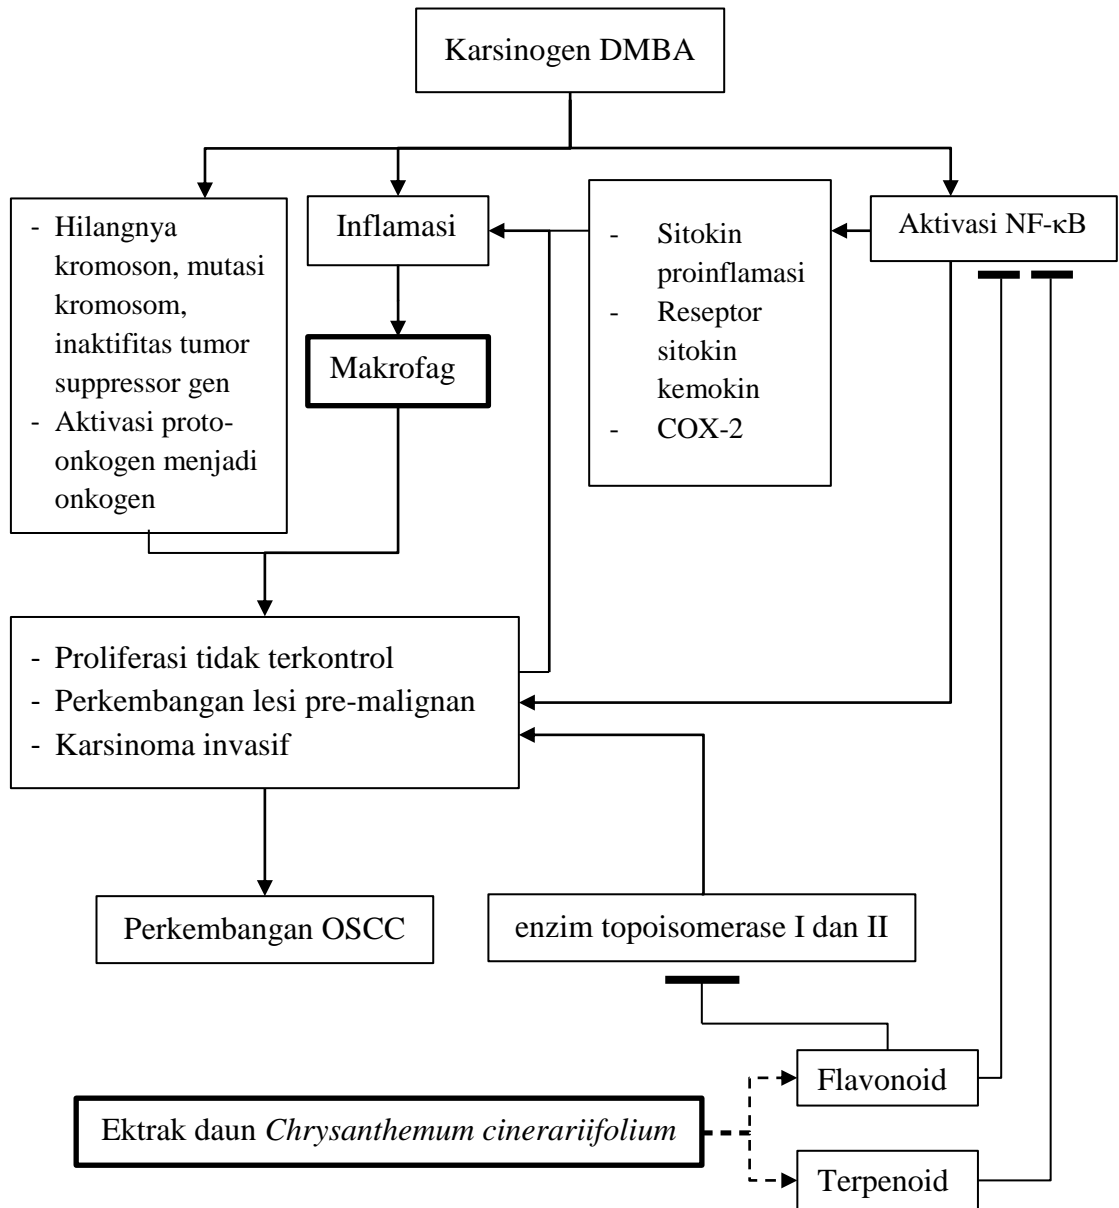 Karsinogen DMBA
- Hilangnya
kromoson, mutasi
kromosom,
inaktifitas tumor
suppressor gen
- Aktivasi proto-
onkogen menjadi
onkogen
Inflamasi
Makrofag
- Sitokin
proinflamasi
- Reseptor
sitokin
kemokin
- COX-2
Aktivasi NF-κB
- Proliferasi tidak terkontrol
- Perkembangan lesi pre-malignan
- Karsinoma invasif
Perkembangan OSCC
enzim topoisomerase I dan II
Flavonoid
Ektrak daun Chrysanthemum cinerariifolium
Terpenoid